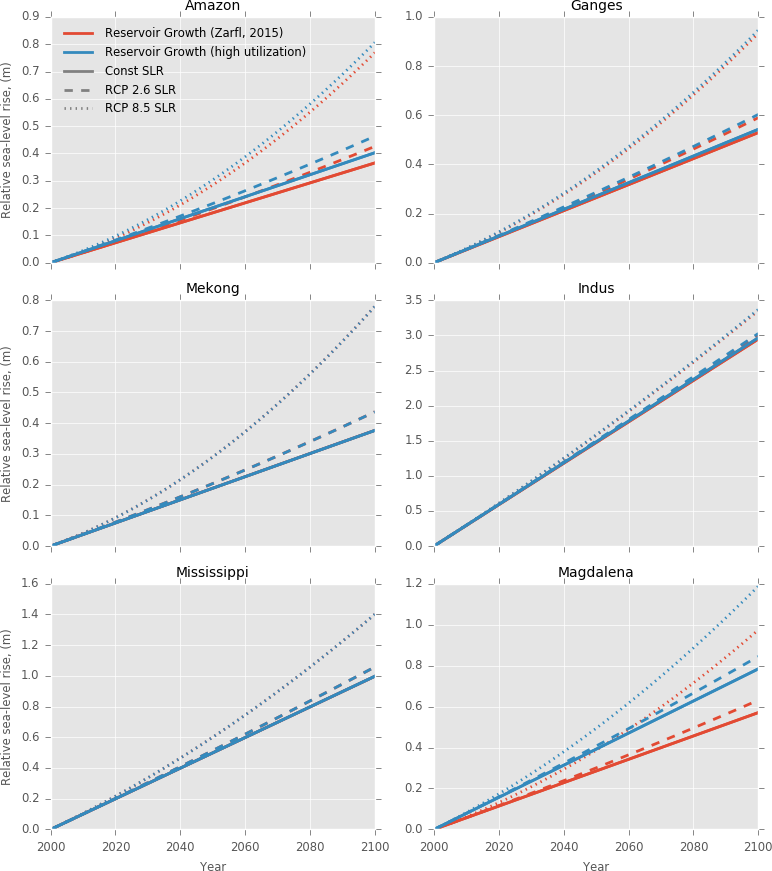 Amazon
Ganges
0.9
0.8
0.7
0.6
0.5
0.4
0.3
0.2
0.1
0.0
Relative sea-level rise, (m)
Reservoir Growth (Zarfl, 2015)
Reservoir Growth (high utilization)
Const SLR
RCP 2.6 SLR
RCP 8.5 SLR
1.0
0.8
0.6
0.4
0.2
0.0
Mekong
Indus
0.8
0.7
0.6
0.5
0.4
0.3
0.2
0.1
0.0
Relative sea-level rise, (m)
3.5
3.0
2.5
2.0
1.5
1.0
0.5
0.0
Mississippi
Magdalena
1.6
1.4
1.2
1.0
0.8
0.6
0.4
0.2
0.0
Relative sea-level rise, (m)
2000 2020 2040 2060 2080 2100
Year
1.2
1.0
0.8
0.6
0.4
0.2
0.0
2000 2020 2040 2060 2080 2100
Year